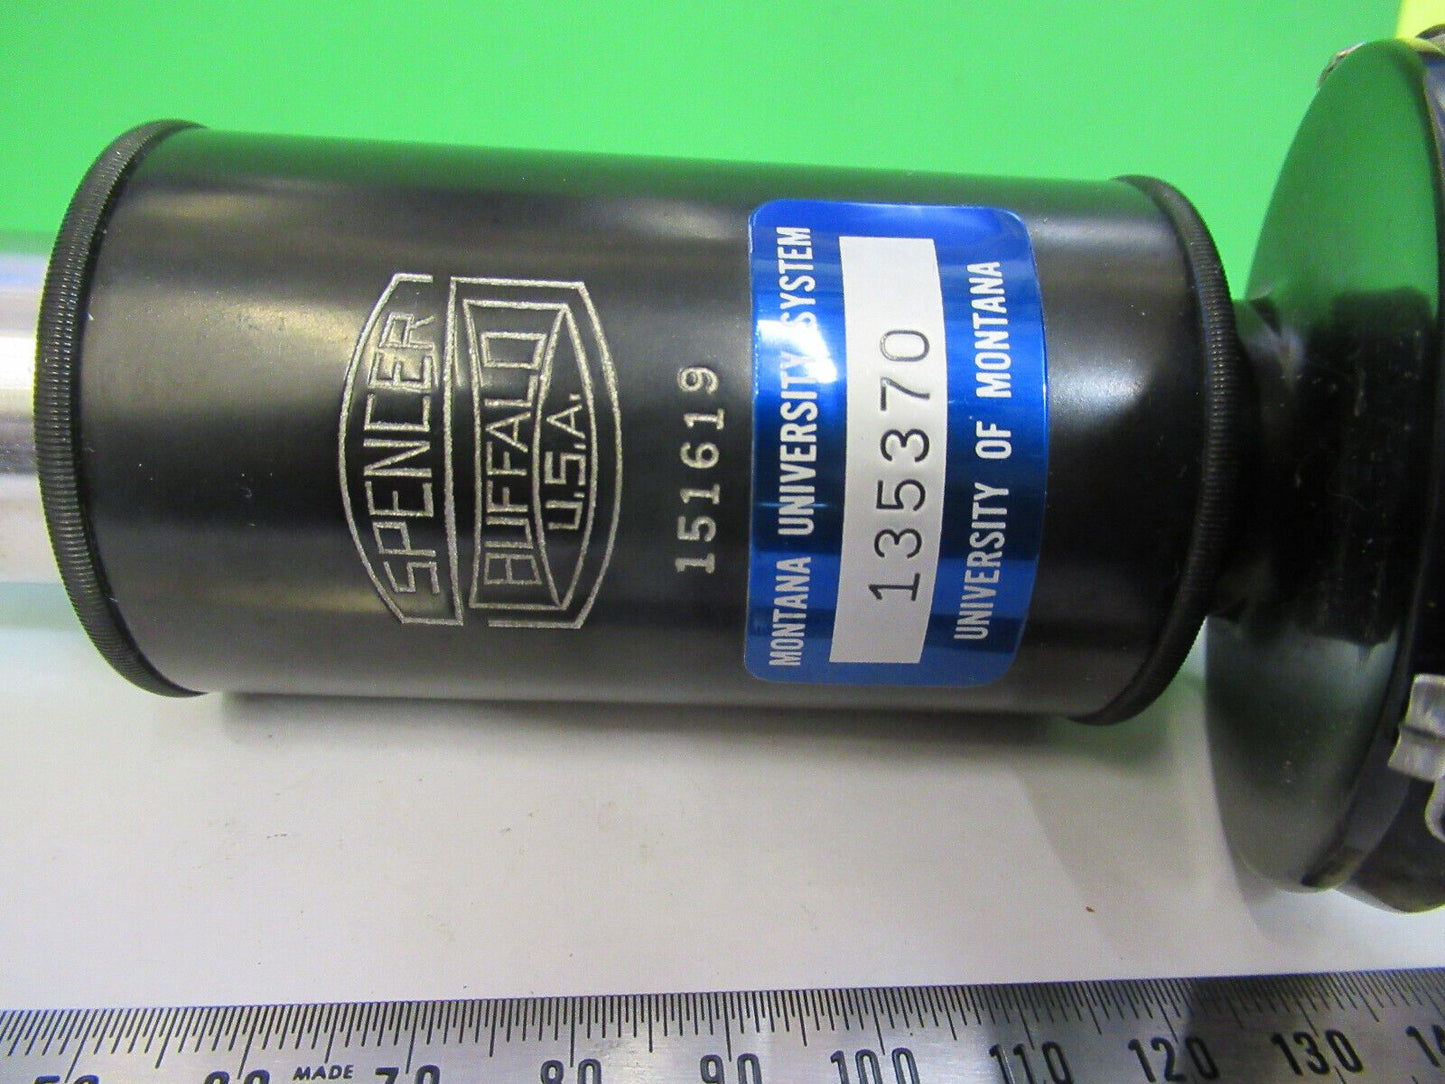 SPENCER
BUFFALO
U.S.A.
151619
MONTANA UNIVERSITY SYSTEM
135370
UNIVERSITY OF MONTANA
MADE
70 80 90 100 110 120 130